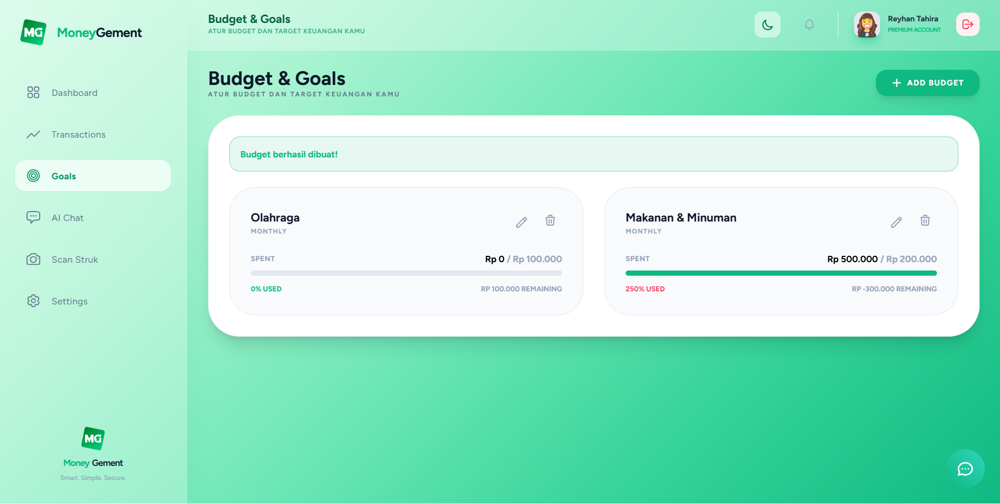 MG MoneyGement
Dashboard
Transactions
Goals
AI Chat
Scan Struk
Settings
MG
Money Gement
Smart. Simple. Secure.
Budget & Goals
ATUR BUDGET DAN TARGET KEUANGAN KAMU
Reyhan Tahira
PREMIUM ACCOUNT
Budget & Goals
ATUR BUDGET DAN TARGET KEUANGAN KAMU
ADD BUDGET
Budget berhasil dibuat!
Olahraga
MONTHLY
SPENT Rp 0 / Rp 100.000
0% USED RP 100.000 REMAINING
Makanan & Minuman
MONTHLY
SPENT Rp 500.000 / Rp 200.000
250% USED RP -300.000 REMAINING